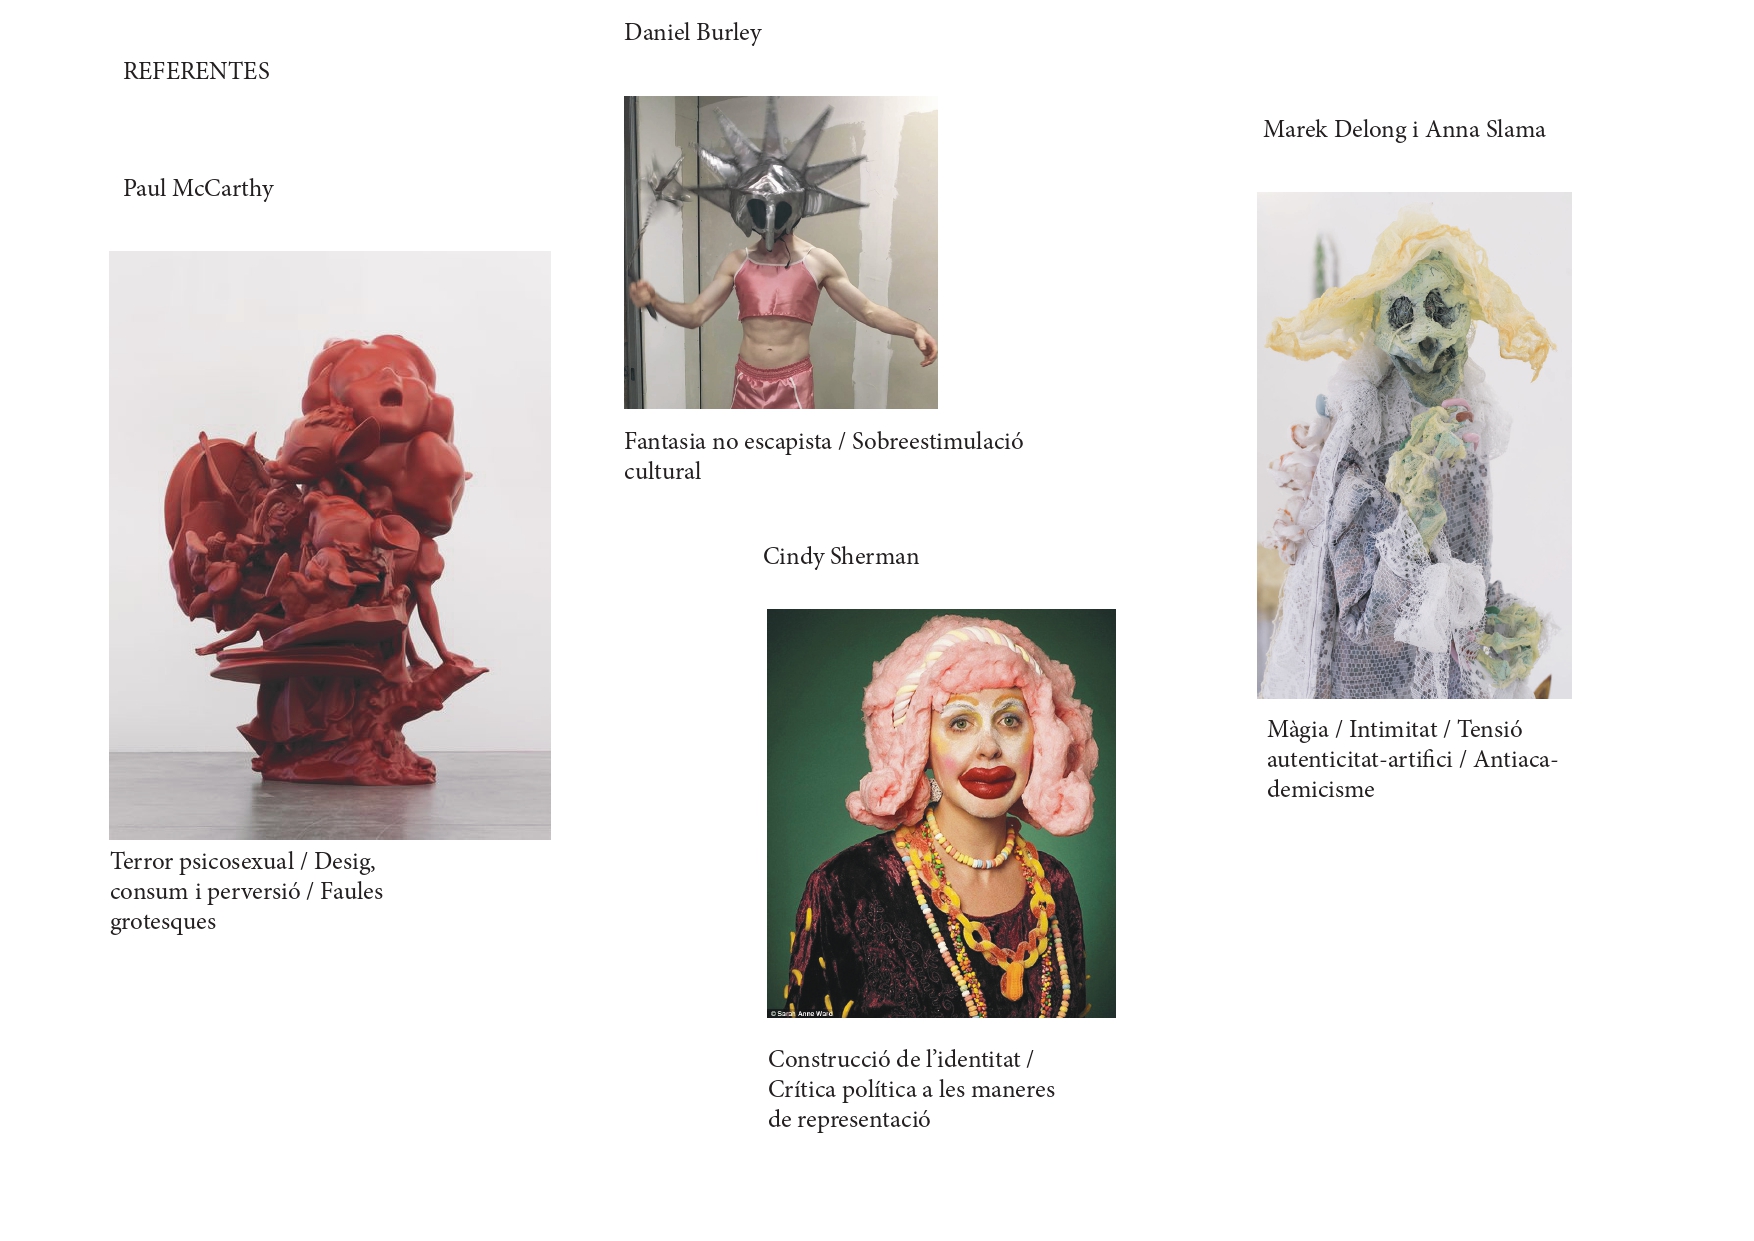 REFERENTES
Paul McCarthy
Terror psicosexual / Desig,
consum i perversió / Faules
grotesques
Daniel Burley
Fantasia no escapista / Sobreestimulació
cultural
Cindy Sherman
© Sarah Anne Ward
Construcció de l’identitat /
Crítica política a les maneres
de representació
Marek Delong i Anna Slama
Màgia / Intimitat / Tensió
autenticitat-artifici / Antiaca-
demicisme